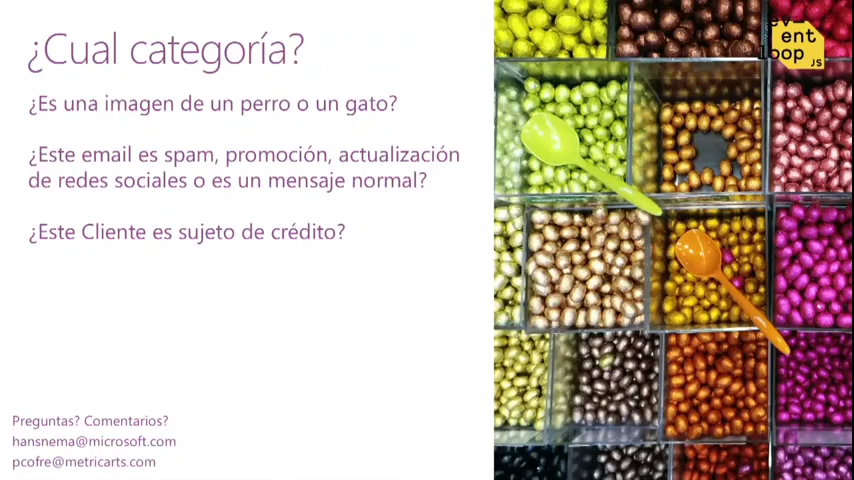 ¿Cual categoría?
¿Es una imagen de un perro o un gato?
¿Este email es spam, promoción, actualización
de redes sociales o es un mensaje normal?
¿Este Cliente es sujeto de crédito?
Preguntas? Comentarios?
hansnema@microsoft.com
pcofre@metricarts.com
ev—
ent
loop
JS